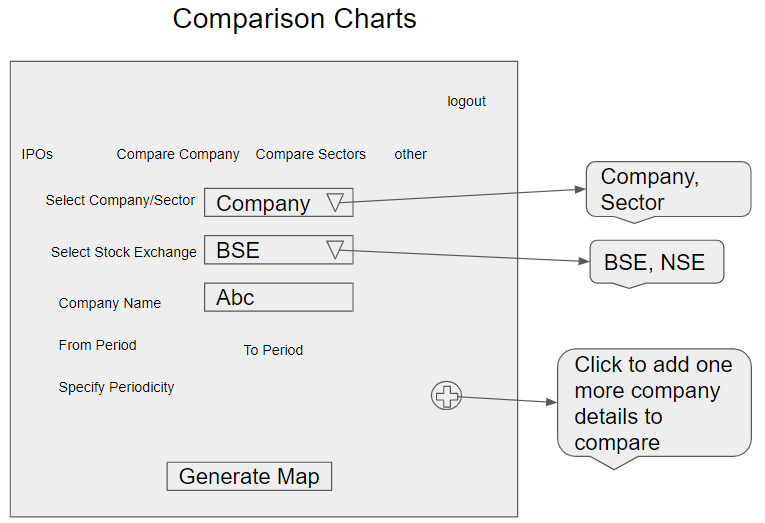 Comparison Charts
logout
IPOs Compare Company Compare Sectors other
Select Company/Sector Company
Company,
Sector
Select Stock Exchange BSE
BSE, NSE
Company Name Abc
From Period To Period
Specify Periodicity
Click to add one
more company
details to
compare
Generate Map